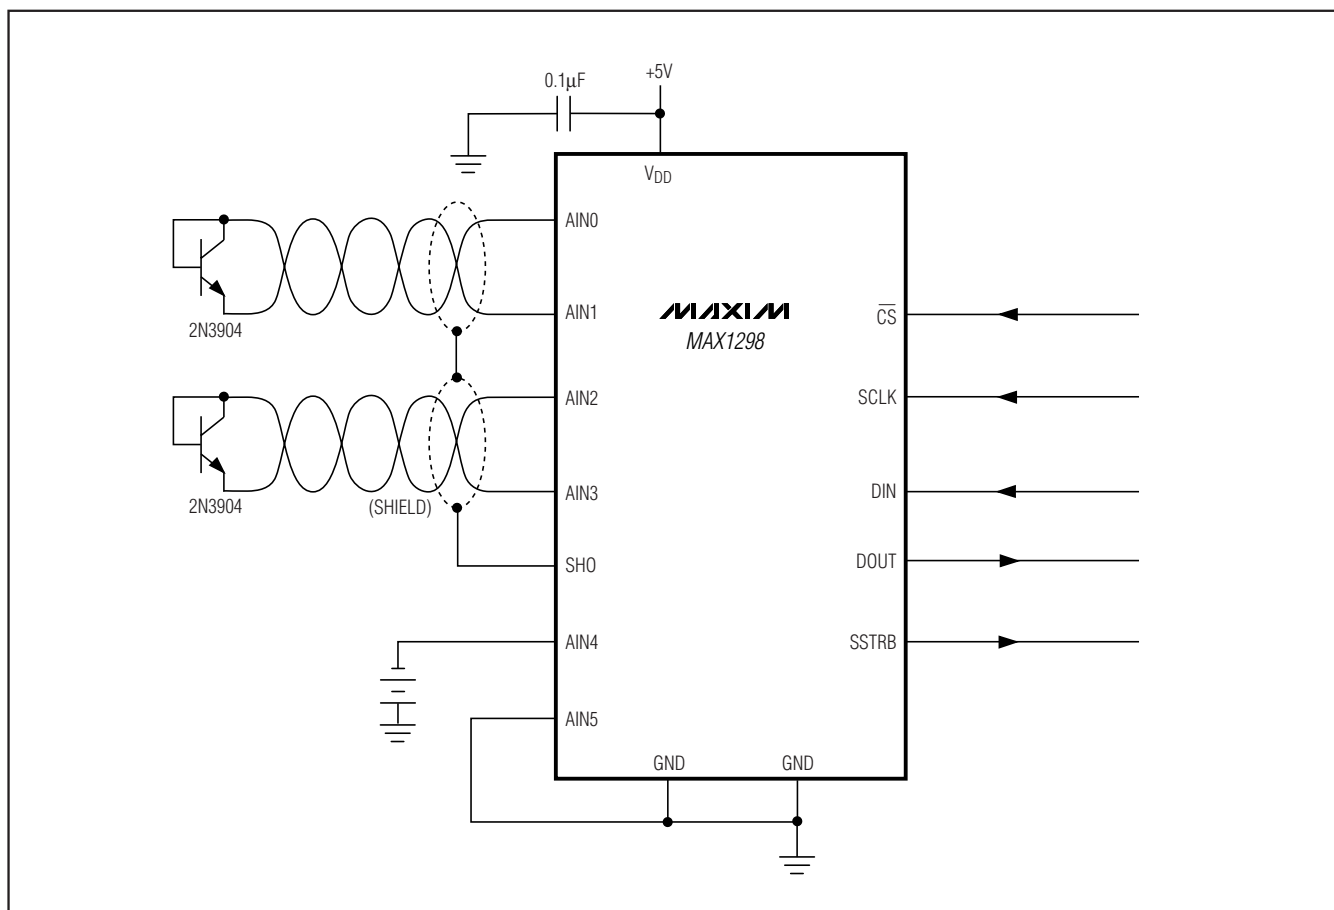 +5V
0.1µF
VDD
AIN0
AIN1
2N3904
MAXIM
MAX1298
CS
AIN2
SCLK
AIN3
DIN
2N3904
(SHIELD)
SHO
DOUT
AIN4
SSTRB
AIN5
GND
GND